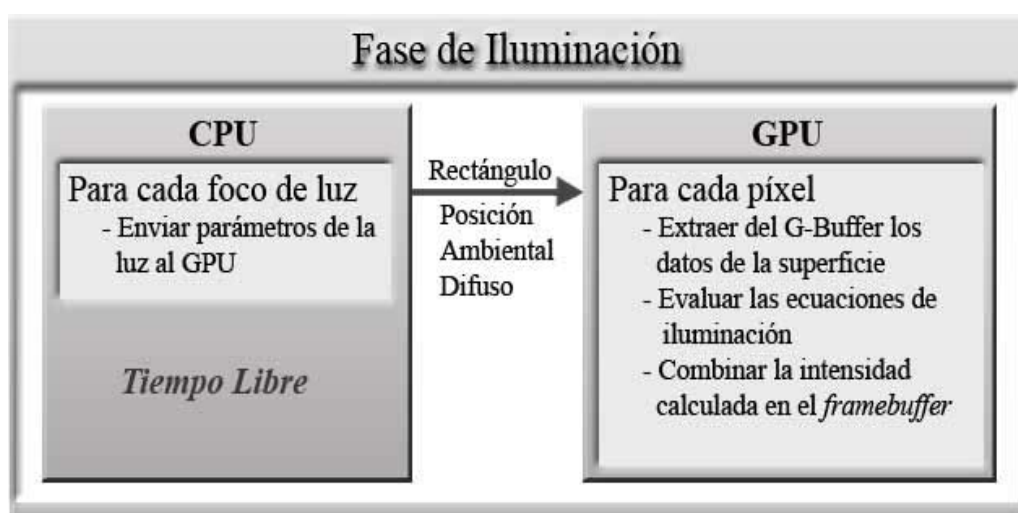 Fase de Iluminación
CPU
Para cada foco de luz
- Enviar parámetros de la
luz al GPU
Tiempo Libre
Rectángulo
Posición
Ambiental
Difuso
GPU
Para cada píxel
- Extraer del G-Buffer los
datos de la superficie
- Evaluar las ecuaciones de
iluminación
- Combinar la intensidad
calculada en el framebuffer